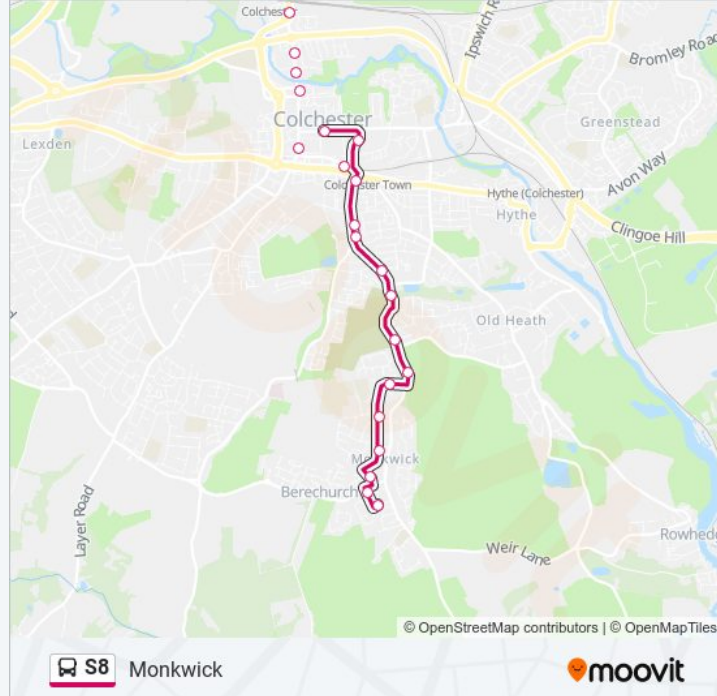 Colchester
Ipswich R
Bromley Road
Colchester
Greenstead
Lexden
Avon Way
Colchester Town
Hythe (Colchester)
Hythe
Clingoe Hill
Old Heath
Monkwick
Berechurch
Layer Road
Weir Lane
Rowhedg
© OpenStreetMap contributors | © OpenMapTiles
S8 Monkwick
moovit